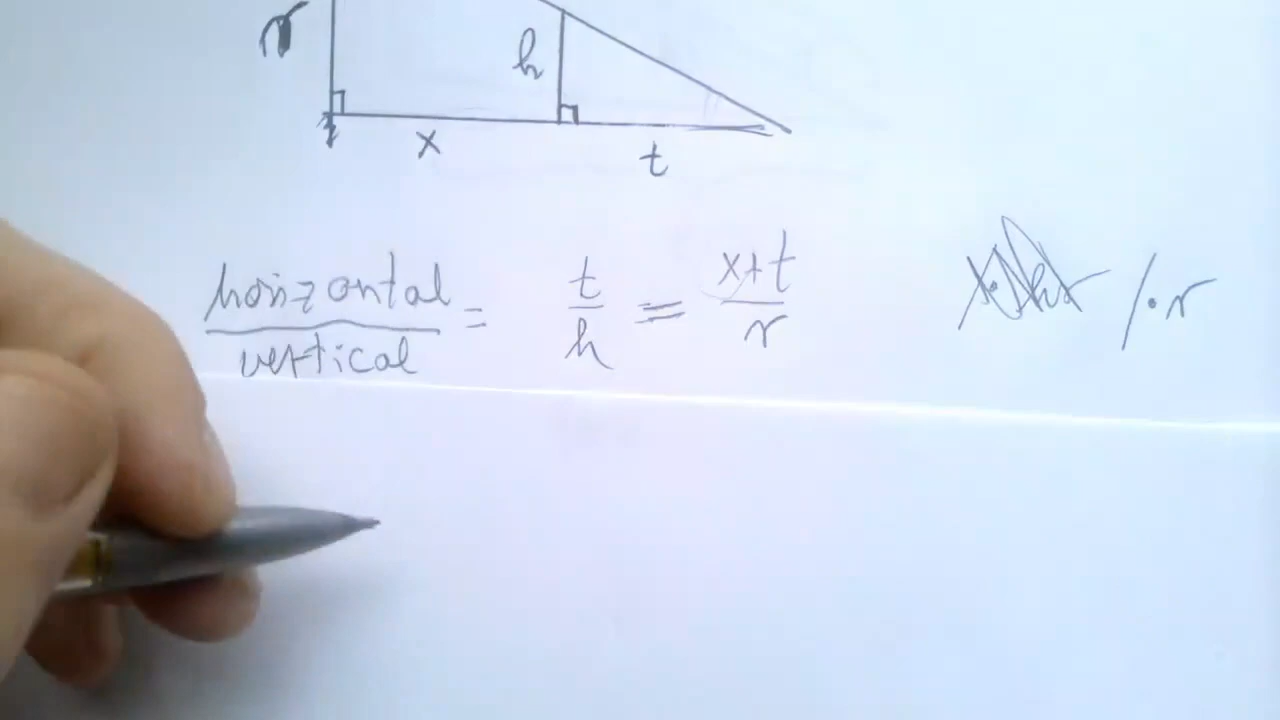 r
h
x
t
horizontal/vertical = t/h = (x+t)/r /·r